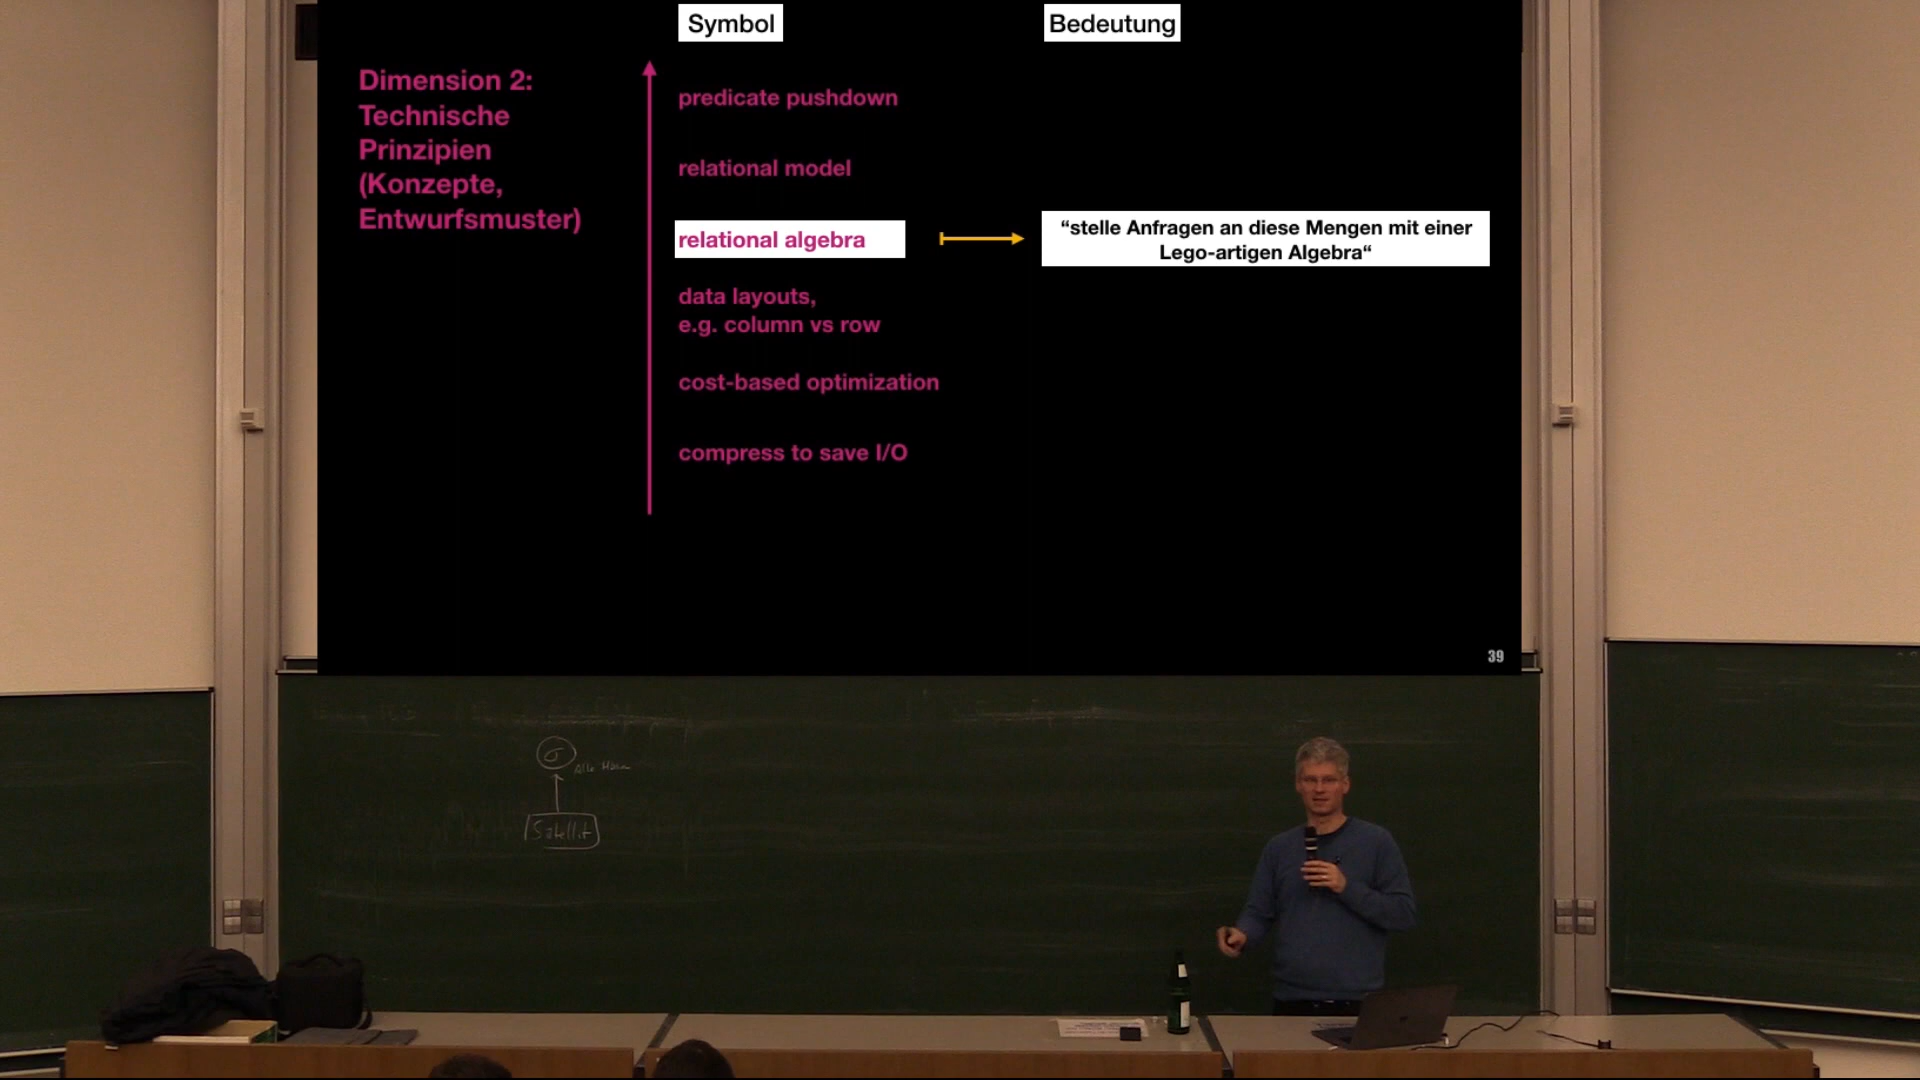 Symbol
Bedeutung
Dimension 2:
Technische
Prinzipien
(Konzepte,
Entwurfsmuster)
predicate pushdown
relational model
relational algebra
“stelle Anfragen an diese Mengen mit einer
Lego-artigen Algebra“
data layouts,
e.g. column vs row
cost-based optimization
compress to save I/O
39
σ
Alle
Satellit